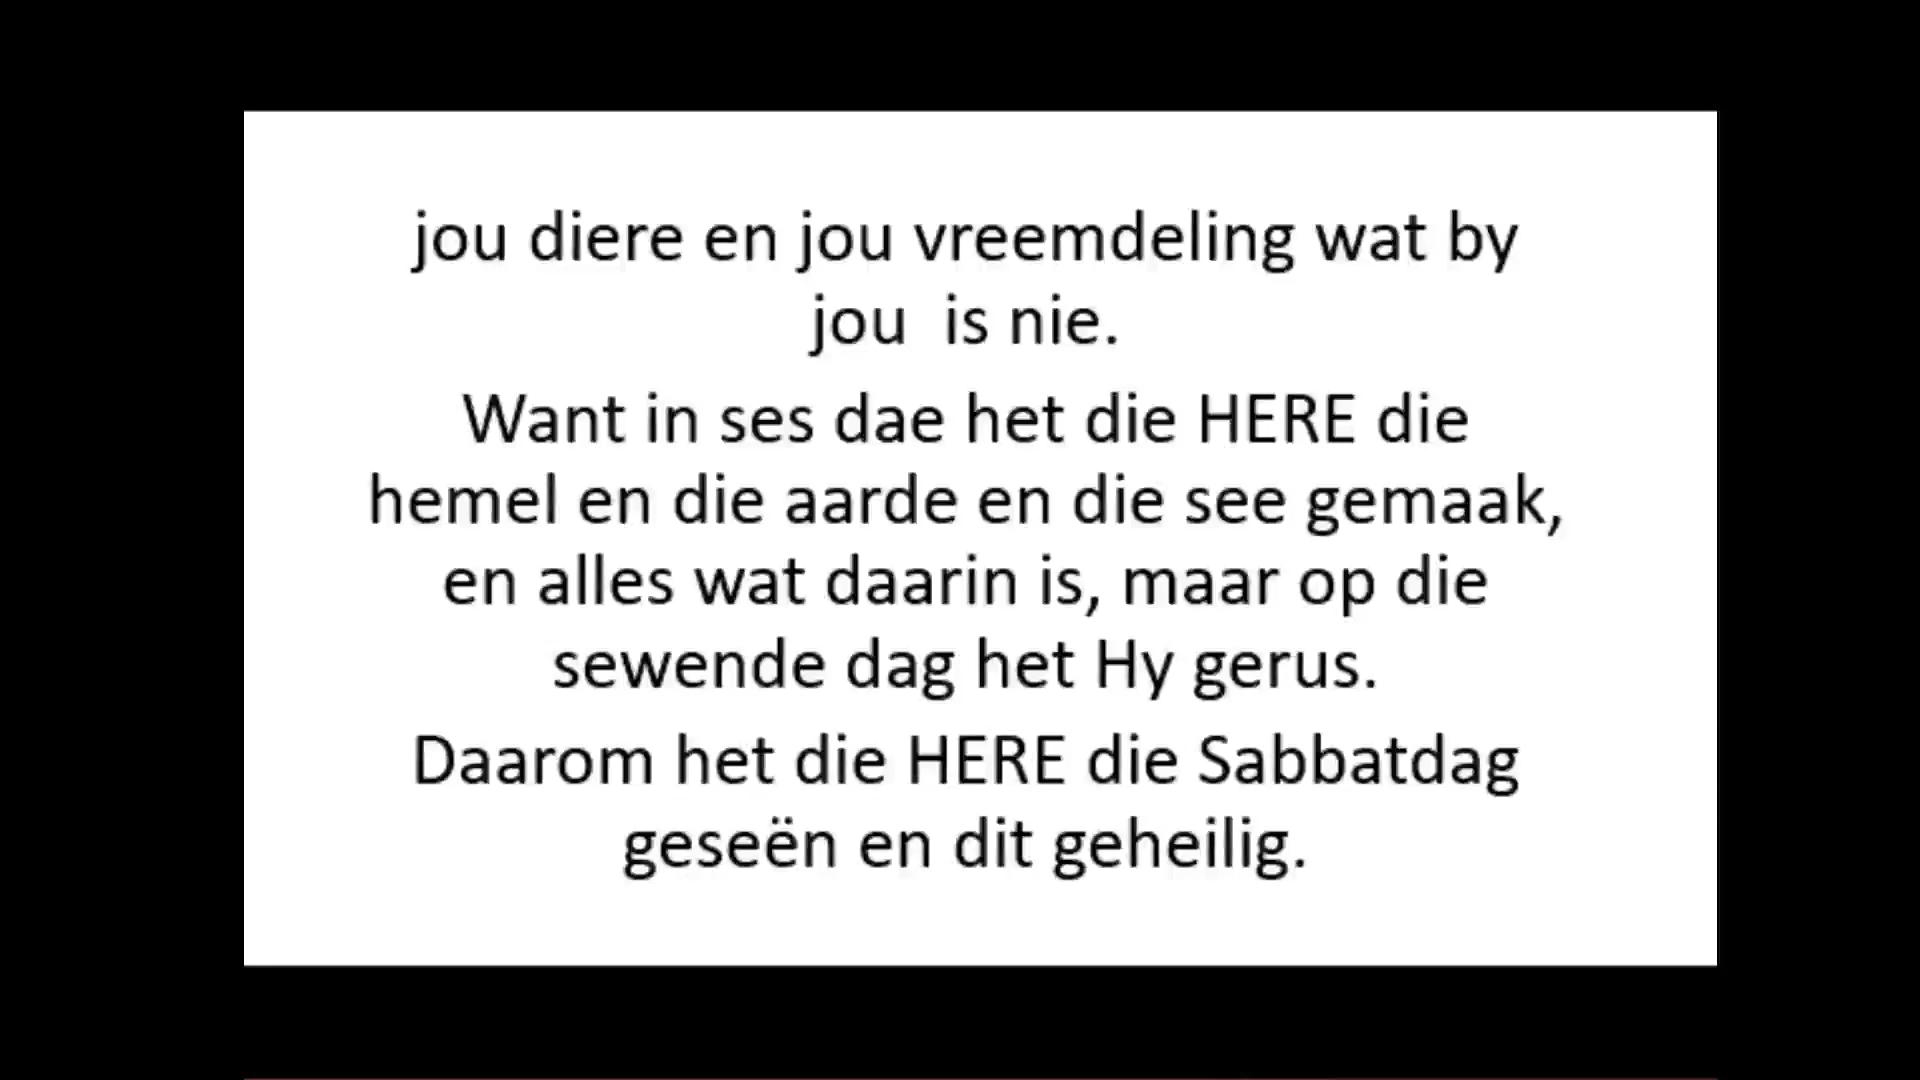 jou diere en jou vreemdeling wat by
jou  is nie.
Want in ses dae het die HERE die
hemel en die aarde en die see gemaak,
en alles wat daarin is, maar op die
sewende dag het Hy gerus.
Daarom het die HERE die Sabbatdag
geseën en dit geheilig.